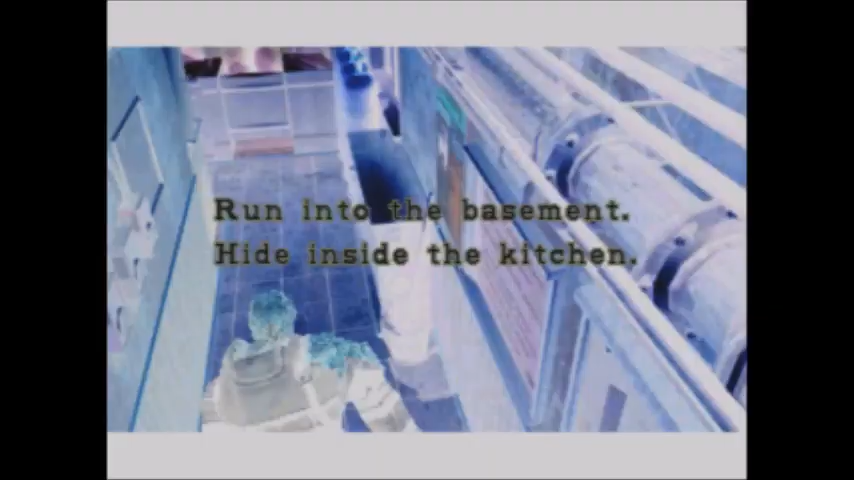 Run into the basement.
Hide inside the kitchen.